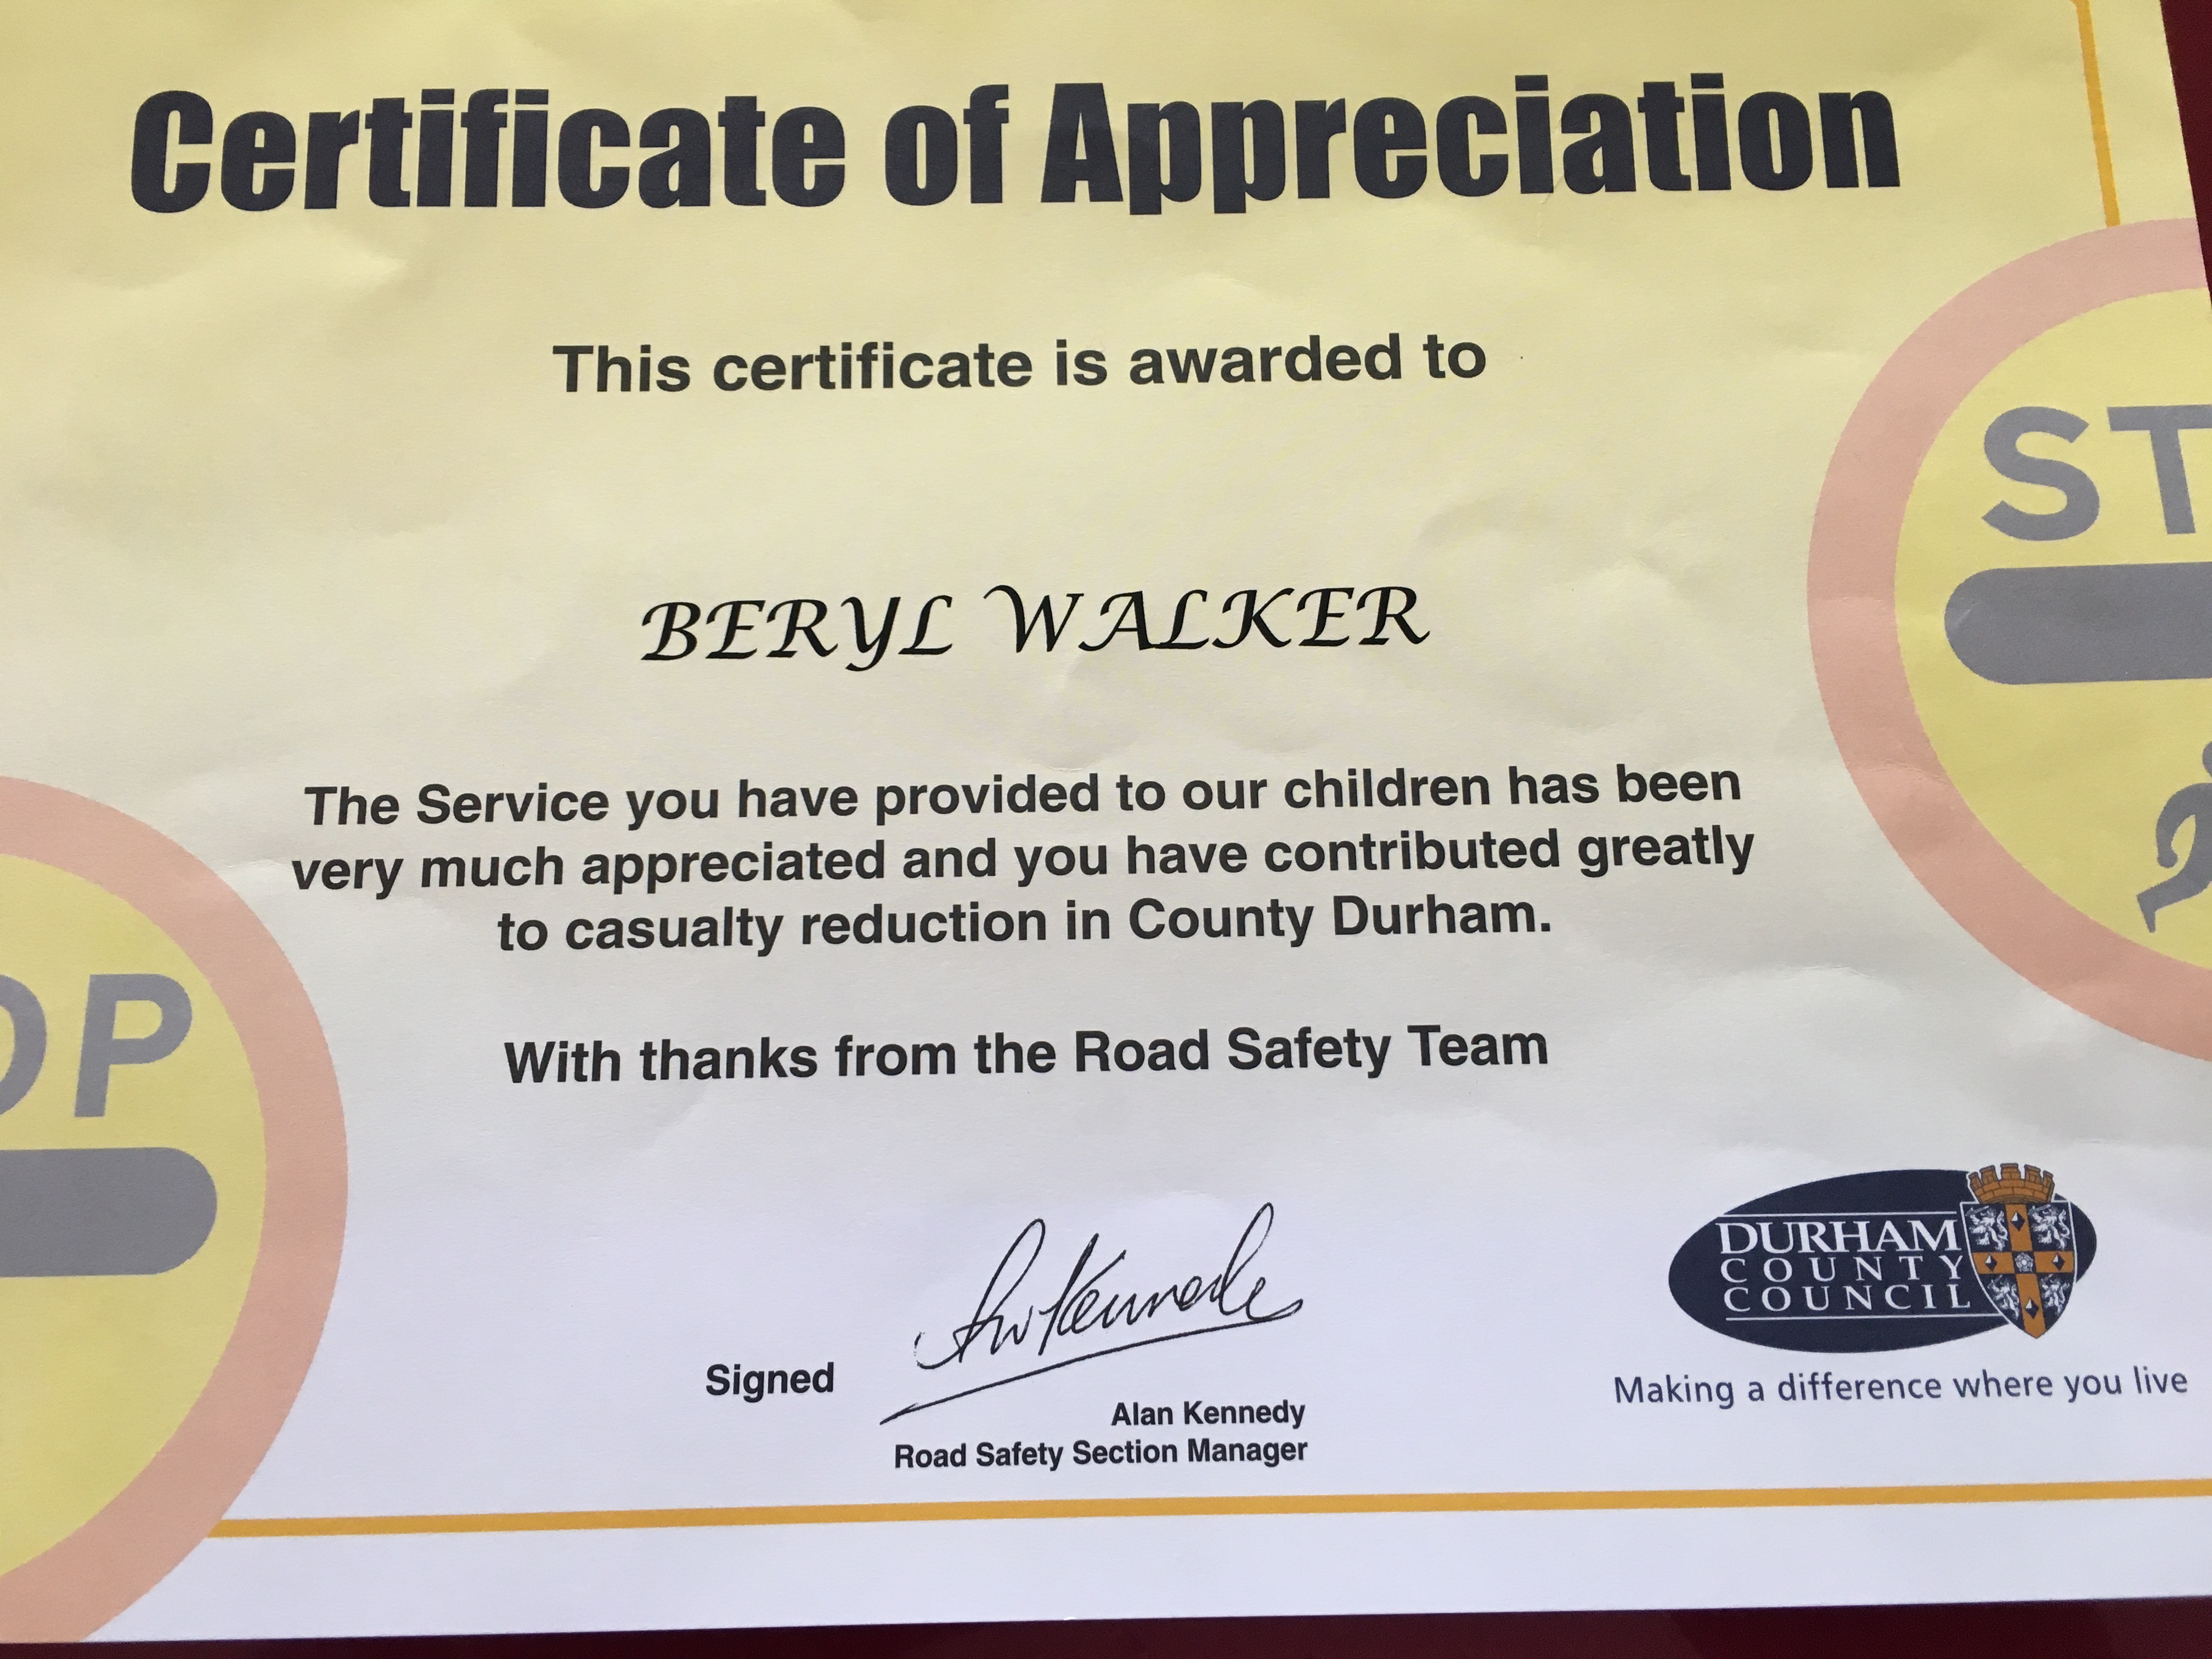 Certificate of Appreciation
This certificate is awarded to
BERYL WALKER
The Service you have provided to our children has been
very much appreciated and you have contributed greatly
to casualty reduction in County Durham.
With thanks from the Road Safety Team
Signed
Alan Kennedy
Road Safety Section Manager
DURHAM
COUNTY
COUNCIL
Making a difference where you live
ST
OP